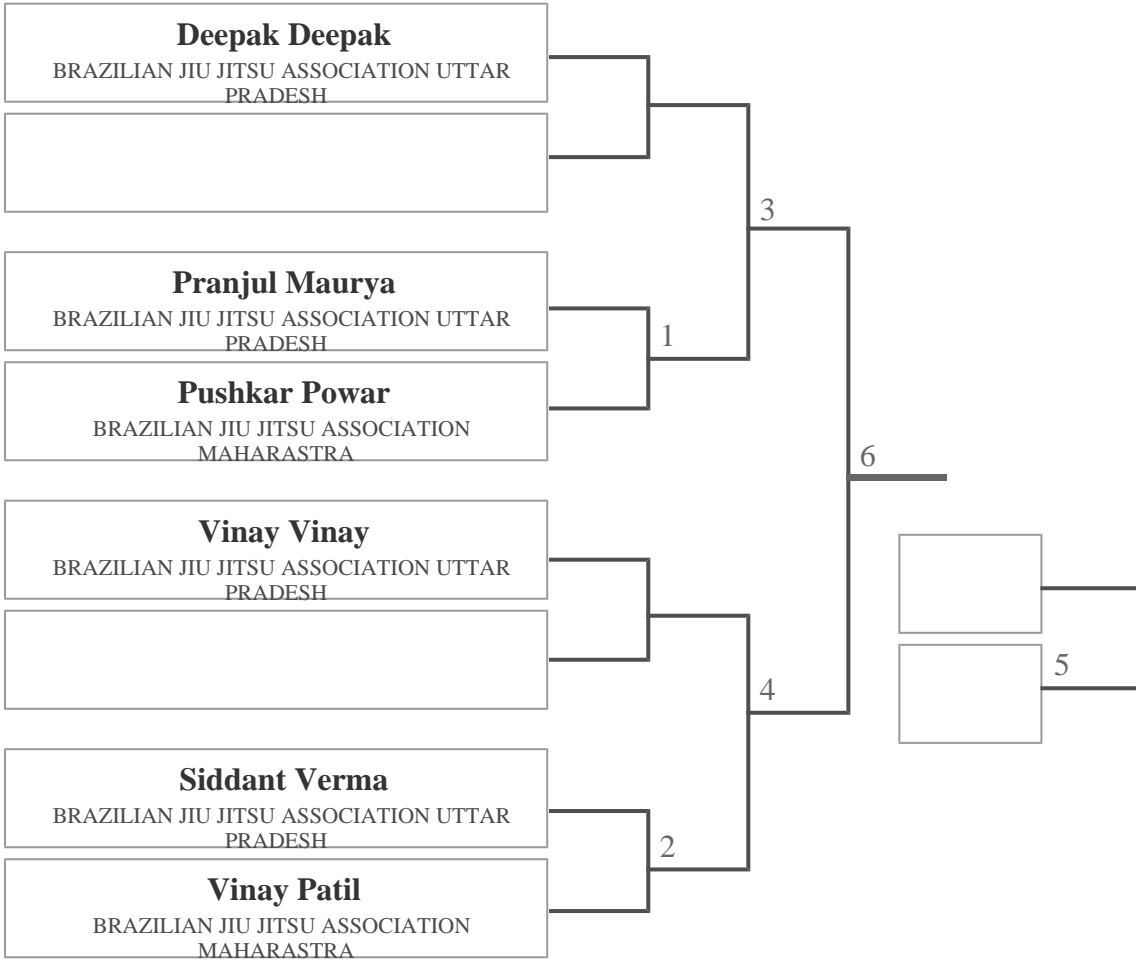 Deepak Deepak
BRAZILIAN JIU JITSU ASSOCIATION UTTAR
PRADESH
3
Pranjul Maurya
BRAZILIAN JIU JITSU ASSOCIATION UTTAR
PRADESH
1
Pushkar Powar
BRAZILIAN JIU JITSU ASSOCIATION
MAHARASTRA
6
Vinay Vinay
BRAZILIAN JIU JITSU ASSOCIATION UTTAR
PRADESH
5
4
Siddant Verma
BRAZILIAN JIU JITSU ASSOCIATION UTTAR
PRADESH
2
Vinay Patil
BRAZILIAN JIU JITSU ASSOCIATION
MAHARASTRA